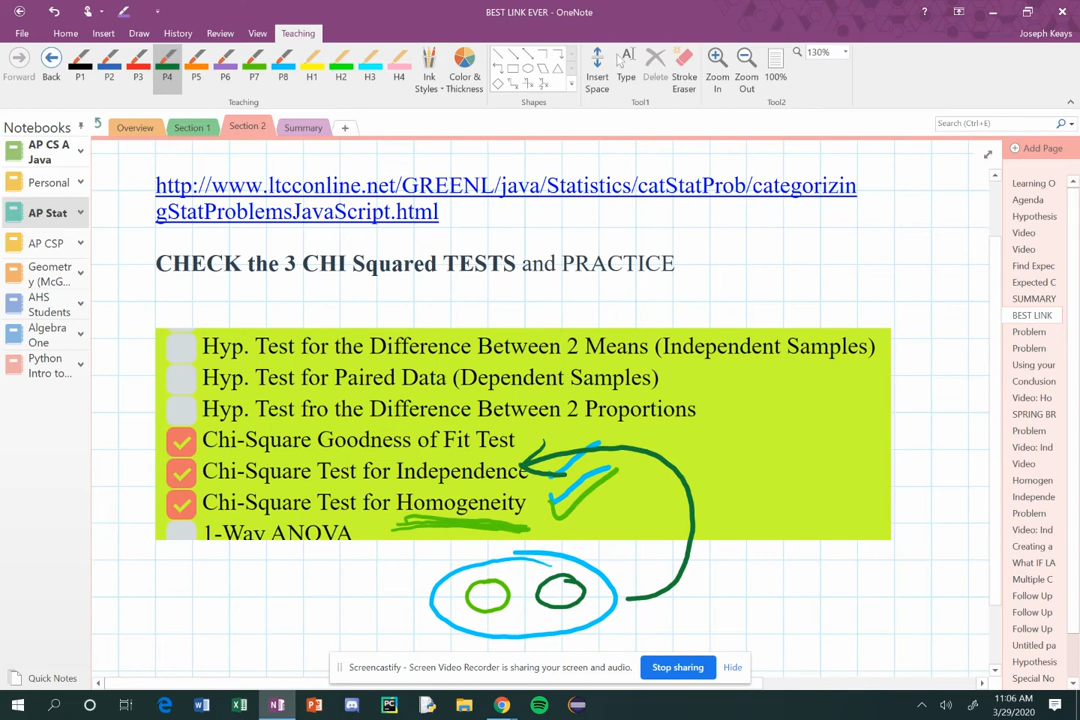 BEST LINK EVER - OneNote
Joseph Keays
File Home Insert Draw History Review View Teaching
Forward Back P1 P2 P3 P4 P5 P6 P7 P8 H1 H2 H3 H4 Ink Styles Color & Thickness Insert Space Type Delete Stroke Eraser Zoom In Zoom Out 100% 130%
Teaching Shapes Tool1 Tool2
Notebooks Overview Section 1 Section 2 Summary + Search (Ctrl+E)
AP CS A Java
Personal
AP Stat
AP CSP
Geometr
y (McG...
AHS
Students
Algebra
One
Python
Intro to...
Quick Notes
http://www.ltcconline.net/GREENL/java/Statistics/catStatProb/categorizin
gStatProblemsJavaScript.html
CHECK the 3 CHI Squared TESTS and PRACTICE
Hyp. Test for the Difference Between 2 Means (Independent Samples)
Hyp. Test for Paired Data (Dependent Samples)
Hyp. Test fro the Difference Between 2 Proportions
Chi-Square Goodness of Fit Test
Chi-Square Test for Independence
Chi-Square Test for Homogeneity
1-Way ANOVA
Add Page
Learning O
Agenda
Hypothesis
Video
Video
Find Expec
Expected C
SUMMARY
BEST LINK
Problem
Problem
Using your
Conclusion
Video: Ho
SPRING BR
Problem
Video: Ind
Video
Homogen
Independe
Problem
Video: Ind
Creating a
What IF LA
Multiple C
Follow Up
Follow Up
Follow Up
Untitled pa
Hypothesis
Special No
Screencastify - Screen Video Recorder is sharing your screen and audio. Stop sharing Hide
11:06 AM
3/29/2020